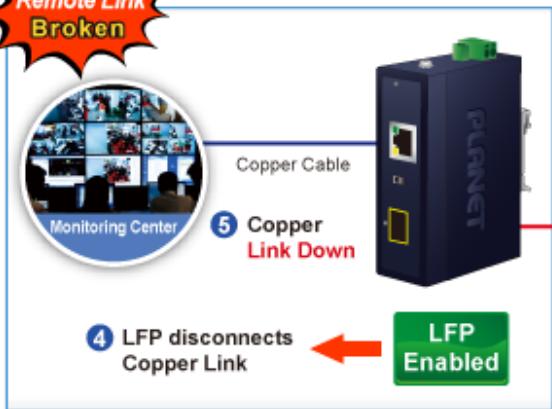 Remote Link
Broken
Copper Cable
PLANET
Monitoring Center
5 Copper
Link Down
4 LFP disconnects
Copper Link
LFP
Enabled